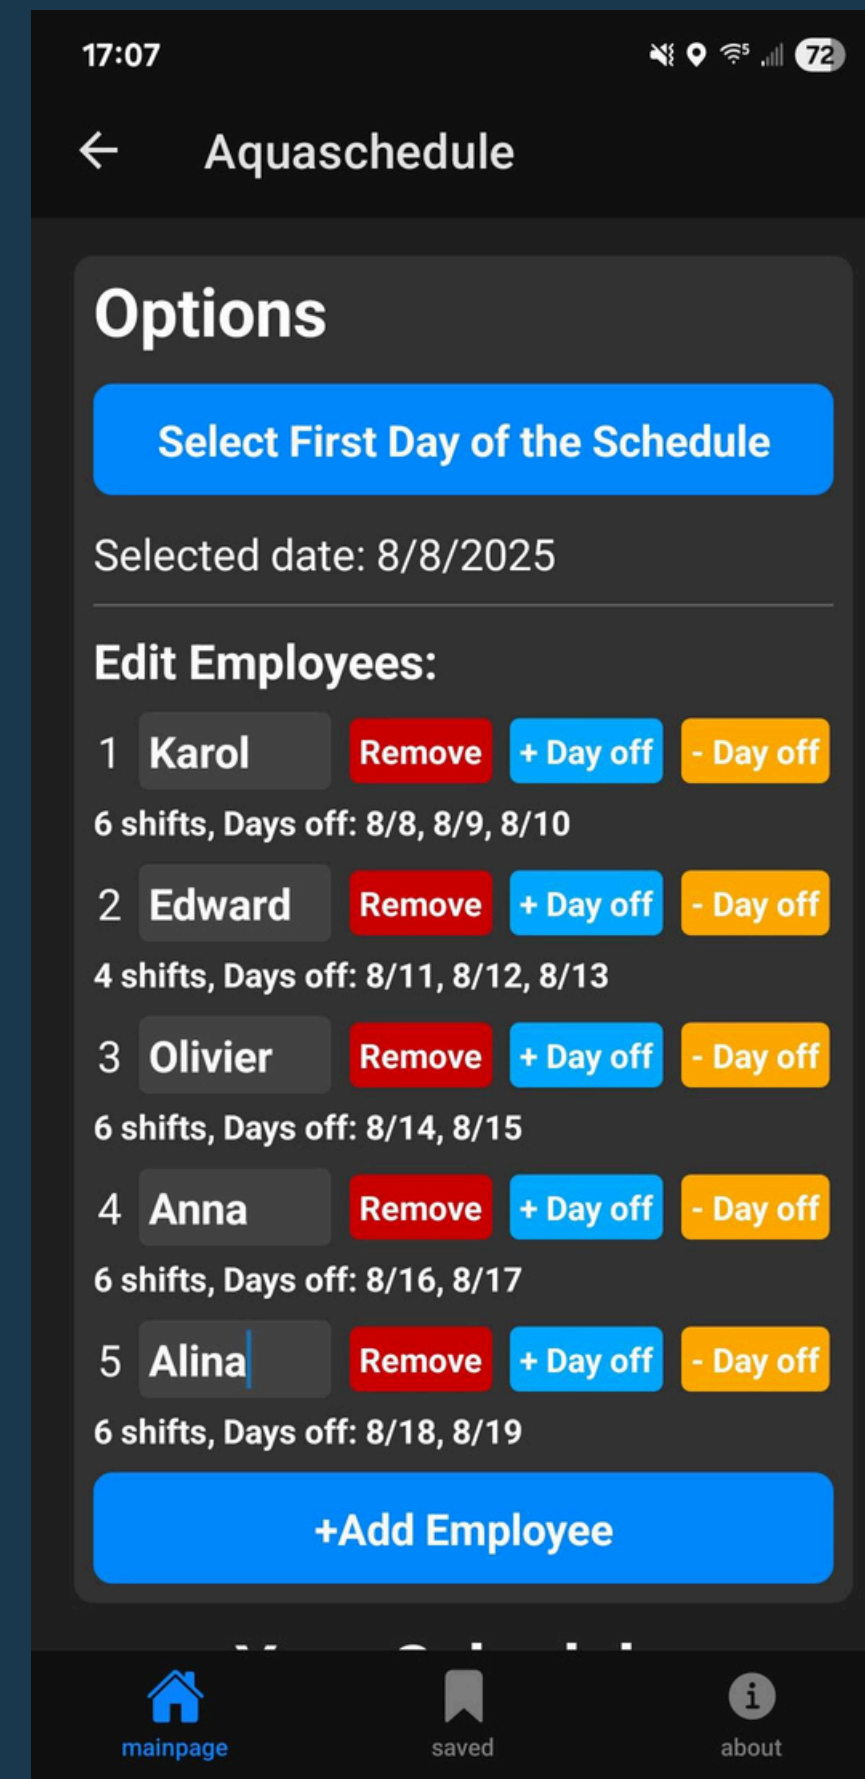 17:07
5
72
Aquaschedule
Options
Select First Day of the Schedule
Selected date: 8/8/2025
Edit Employees:
1 Karol Remove + Day off - Day off
6 shifts, Days off: 8/8, 8/9, 8/10
2 Edward Remove + Day off - Day off
4 shifts, Days off: 8/11, 8/12, 8/13
3 Olivier Remove + Day off - Day off
6 shifts, Days off: 8/14, 8/15
4 Anna Remove + Day off - Day off
6 shifts, Days off: 8/16, 8/17
5 Alina Remove + Day off - Day off
6 shifts, Days off: 8/18, 8/19
+Add Employee
mainpage saved about